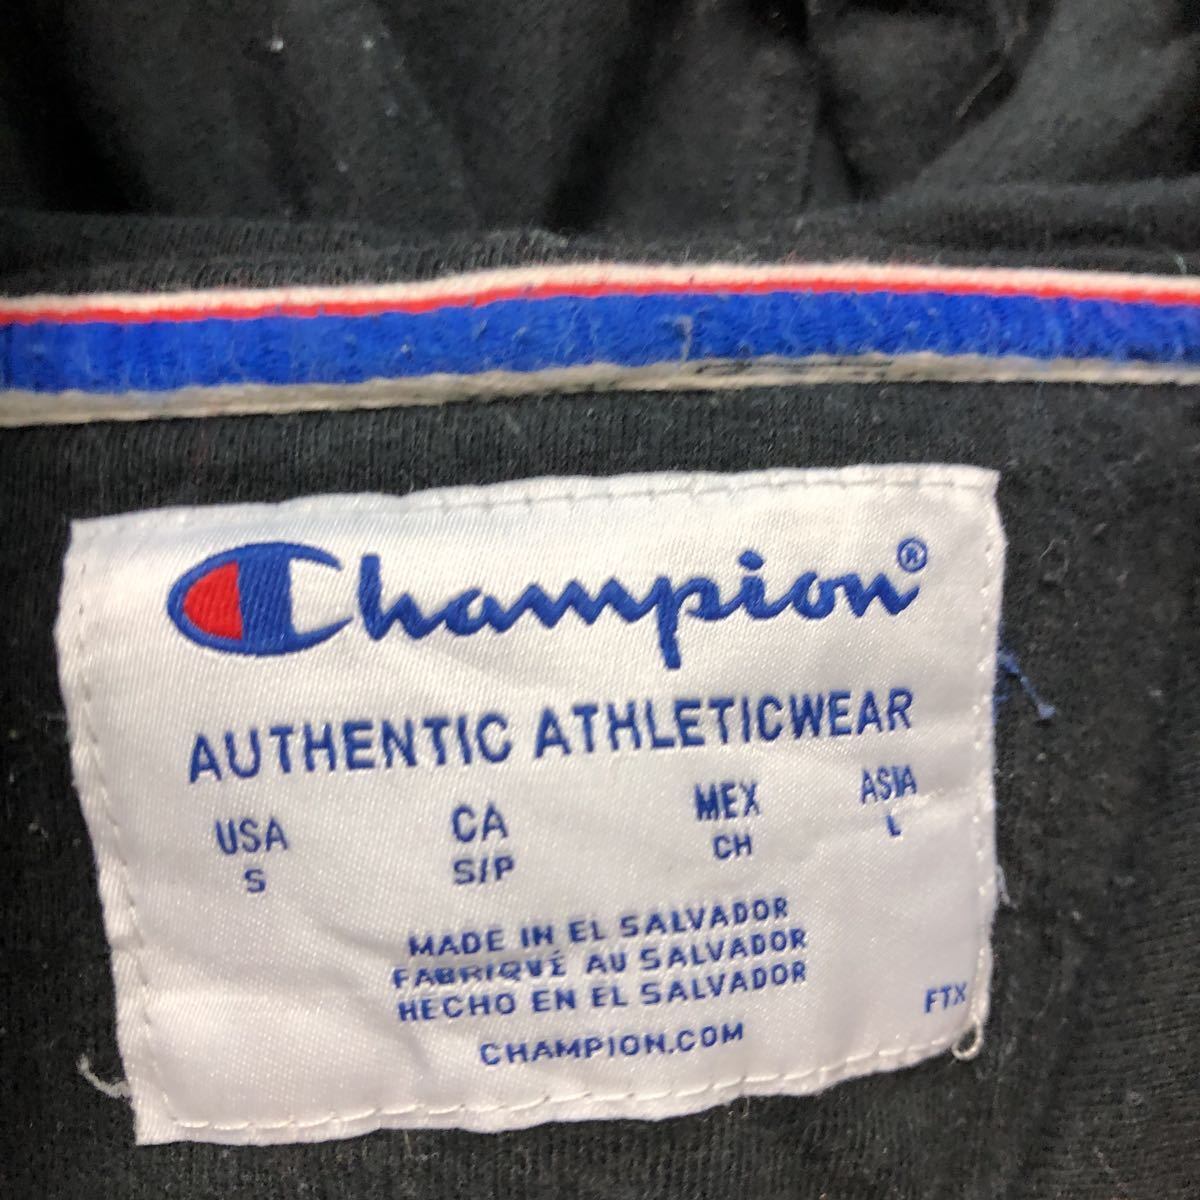 Champion®
AUTHENTIC ATHLETICWEAR
USA CA MEX ASIA
S S/P CH L
MADE IN EL SALVADOR
FABRIQUÉ AU SALVADOR
HECHO EN EL SALVADOR
FTX
CHAMPION.COM